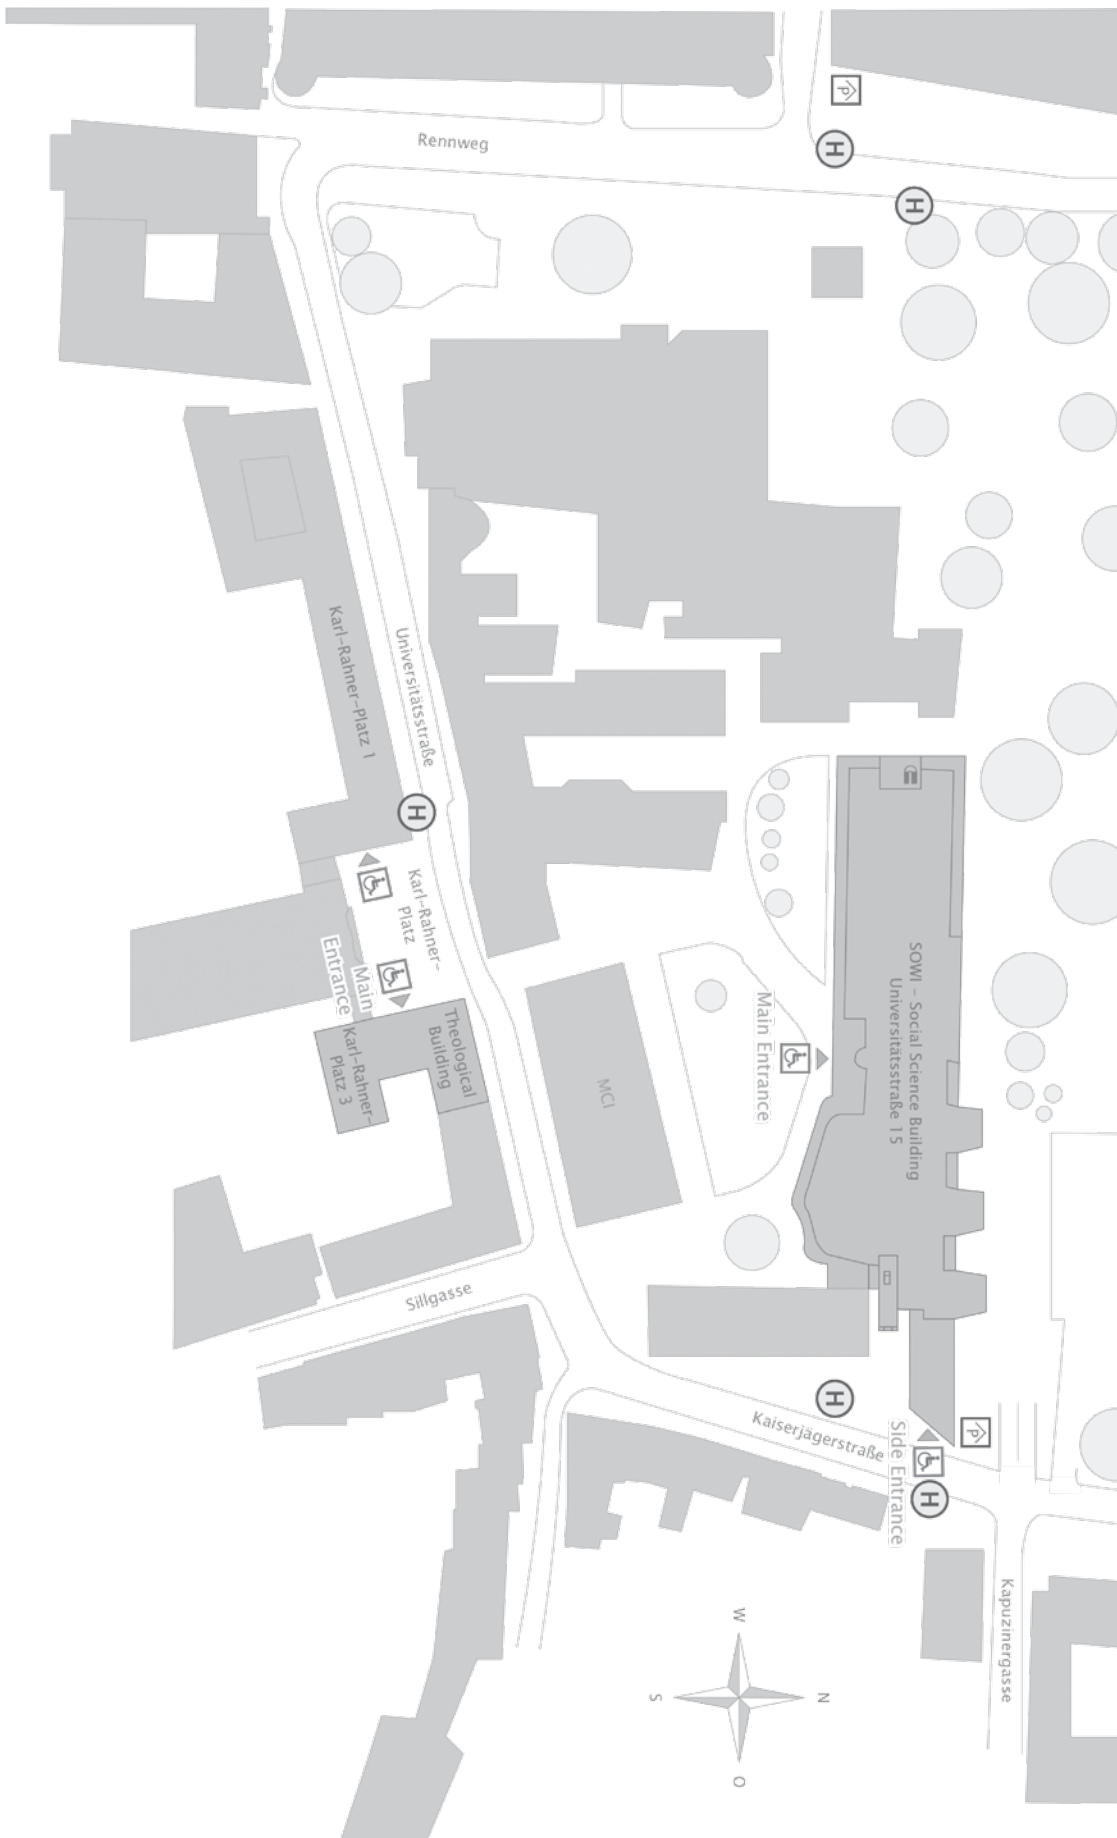 Rennweg
P
H
H
Universitätsstraße
Karl-Rahner-Platz 1
H
Karl-Rahner-
Platz
Main
Entrance
Theological
Building
Karl-Rahner-
Platz 3
MCI
Main Entrance
SOWI - Social Science Building
Universitätsstraße 15
Sillgasse
H
Kaiserjägerstraße
P
Side Entrance
H
Kapuzinergasse
W
N
S
O